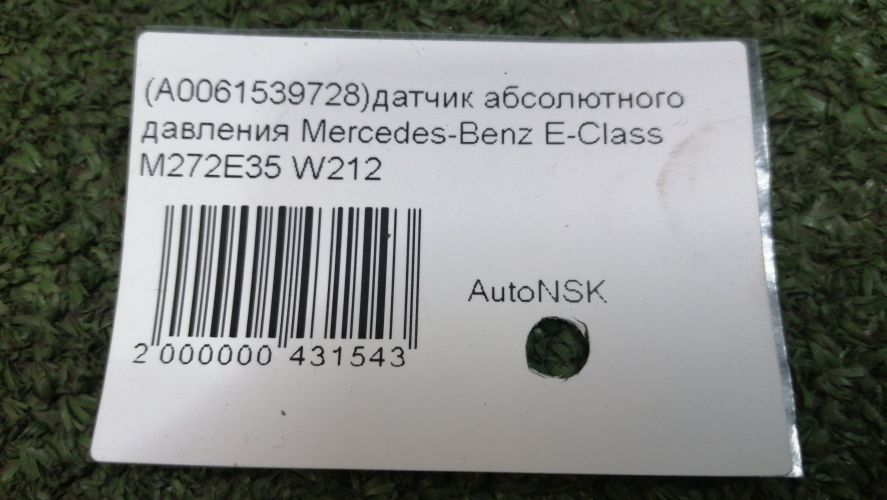 (A0061539728)датчик абсолютного
давления Mercedes-Benz E-Class
M272E35 W212
AutoNSK
2 000000 431543